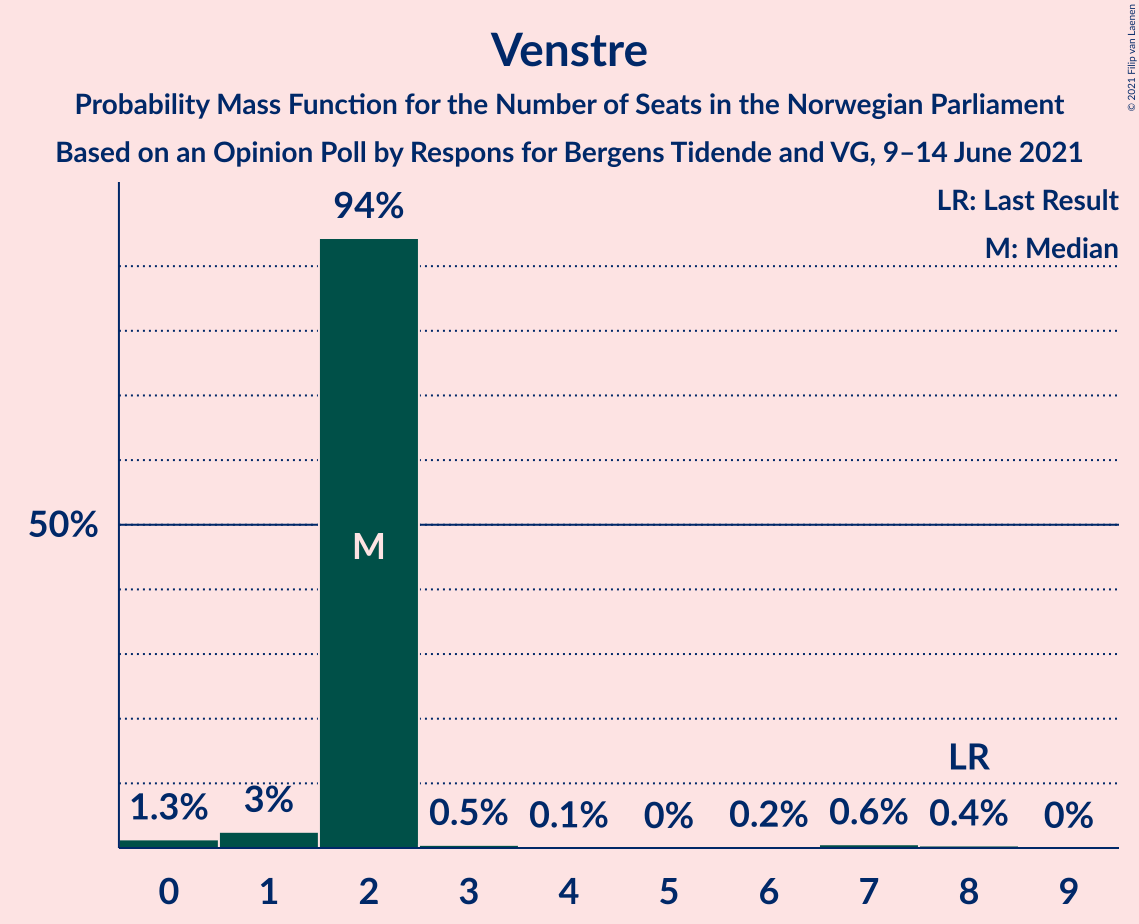 Venstre
Probability Mass Function for the Number of Seats in the Norwegian Parliament
Based on an Opinion Poll by Respons for Bergens Tidende and VG, 9–14 June 2021
© 2021 Filip van Laenen
LR: Last Result
M: Median
94%
50%
M
LR
1.3%
3%
0.5%
0.1%
0%
0.2%
0.6%
0.4%
0%
0
1
2
3
4
5
6
7
8
9